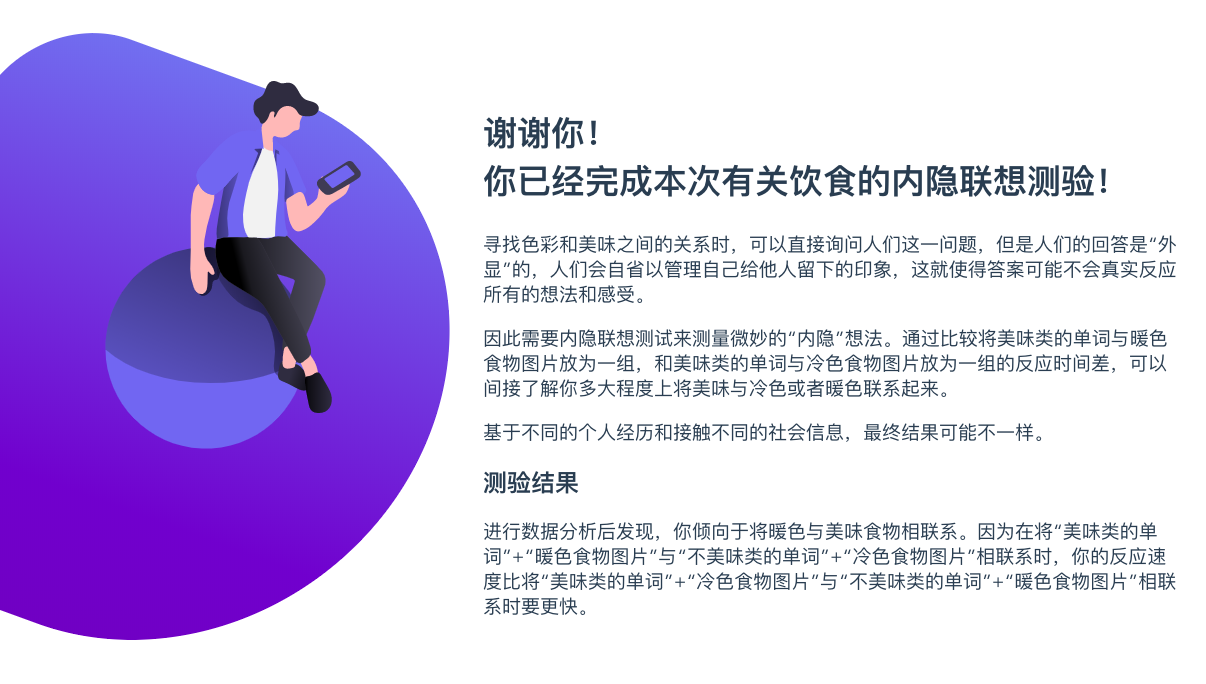 谢谢你！
你已经完成本次有关饮食的内隐联想测验！
寻找色彩和美味之间的关系时，可以直接询问人们这一问题，但是人们的回答是“外
显”的，人们会自省以管理自己给他人留下的印象，这就使得答案可能不会真实反应
所有的想法和感受。
因此需要内隐联想测试来测量微妙的“内隐”想法。通过比较将美味类的单词与暖色
食物图片放为一组，和美味类的单词与冷色食物图片放为一组的反应时间差，可以
间接了解你多大程度上将美味与冷色或者暖色联系起来。
基于不同的个人经历和接触不同的社会信息，最终结果可能不一样。
测验结果
进行数据分析后发现，你倾向于将暖色与美味食物相联系。因为在将“美味类的单
词”+“暖色食物图片”与“不美味类的单词”+“冷色食物图片”相联系时，你的反应速
度比将“美味类的单词”+“冷色食物图片”与“不美味类的单词”+“暖色食物图片”相联
系时要更快。